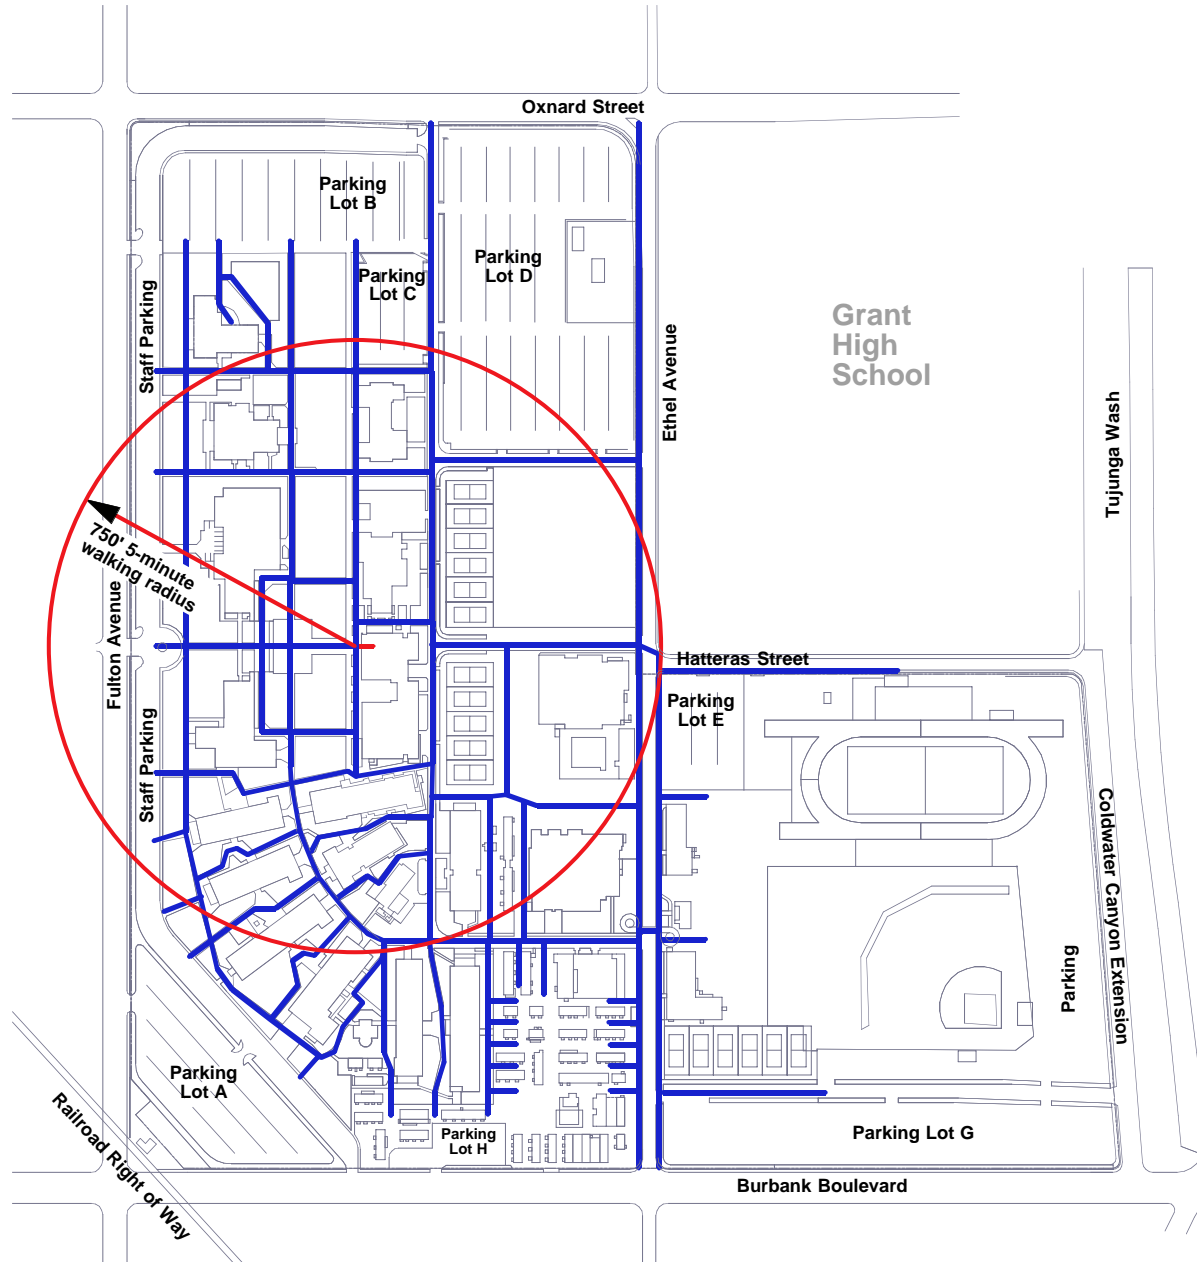 Oxnard Street
Parking
Lot B
Parking
Lot C
Parking
Lot D
Staff Parking
Ethel Avenue
Grant
High
School
Tujunga Wash
750' 5-minute
walking radius
Fulton Avenue
Hatteras Street
Parking
Lot E
Staff Parking
Coldwater Canyon Extension
Parking
Parking
Lot A
Railroad Right of Way
Parking
Lot H
Parking Lot G
Burbank Boulevard